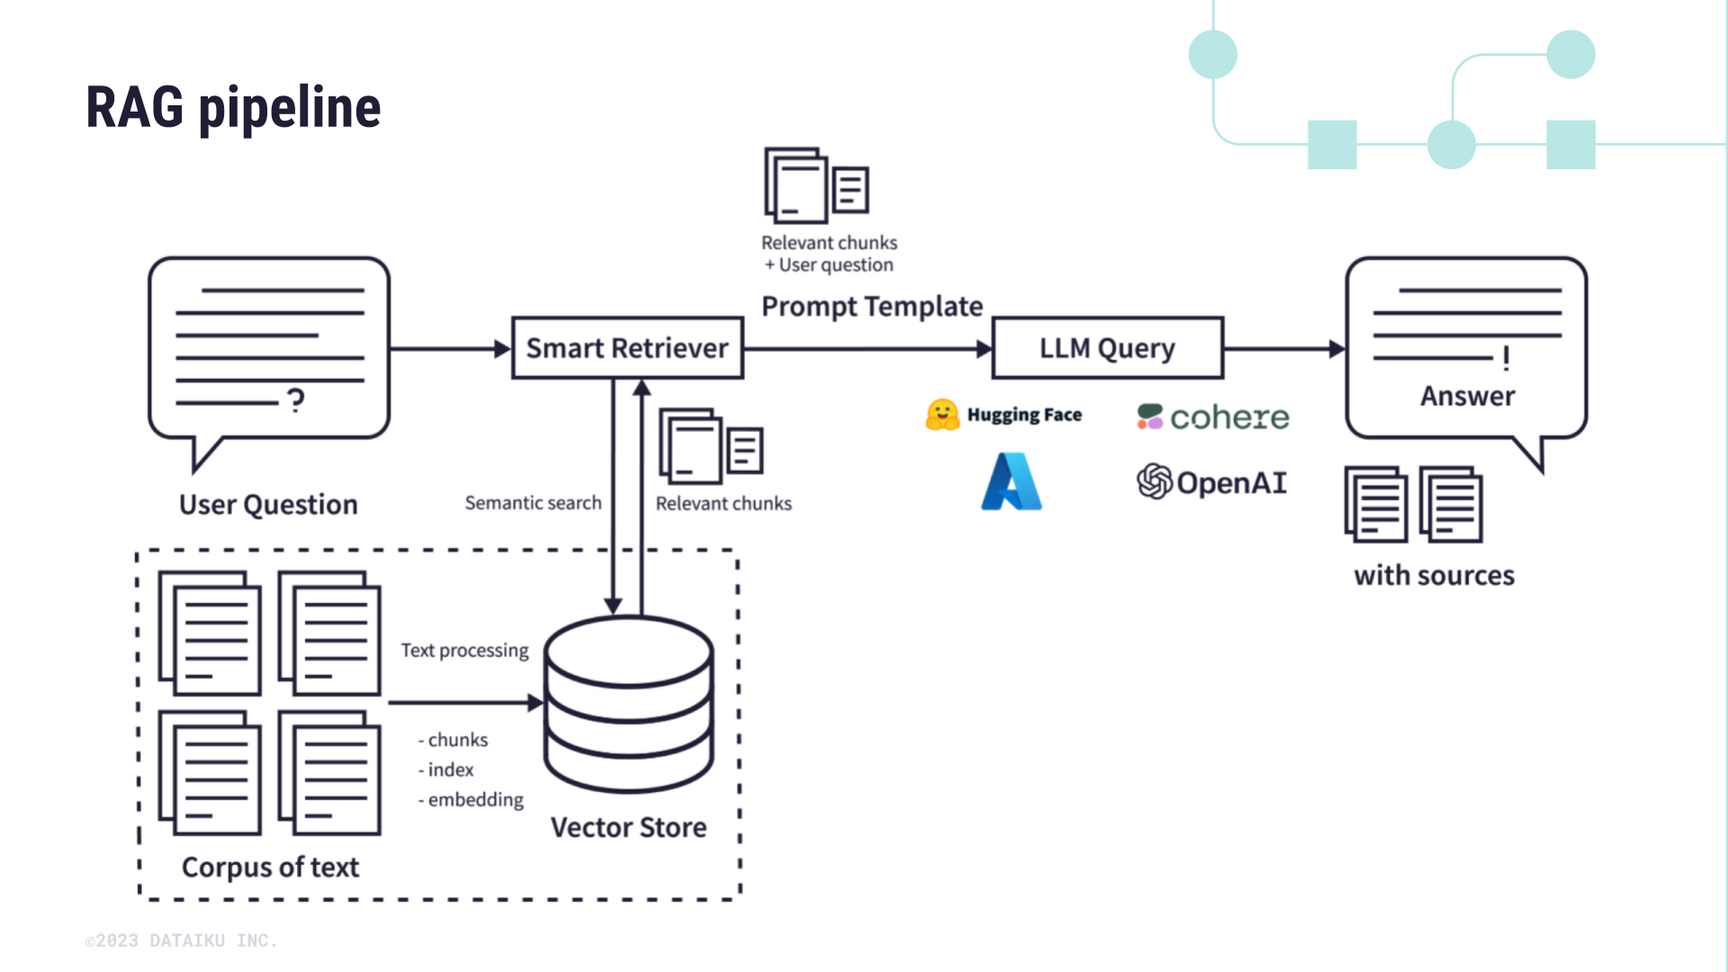 RAG pipeline
Relevant chunks
+ User question
Prompt Template
Smart Retriever
LLM Query
?
!
Answer
Hugging Face
cohere
OpenAI
User Question
Semantic search
Relevant chunks
with sources
Text processing
- chunks
- index
- embedding
Vector Store
Corpus of text
©2023 DATAIKU INC.